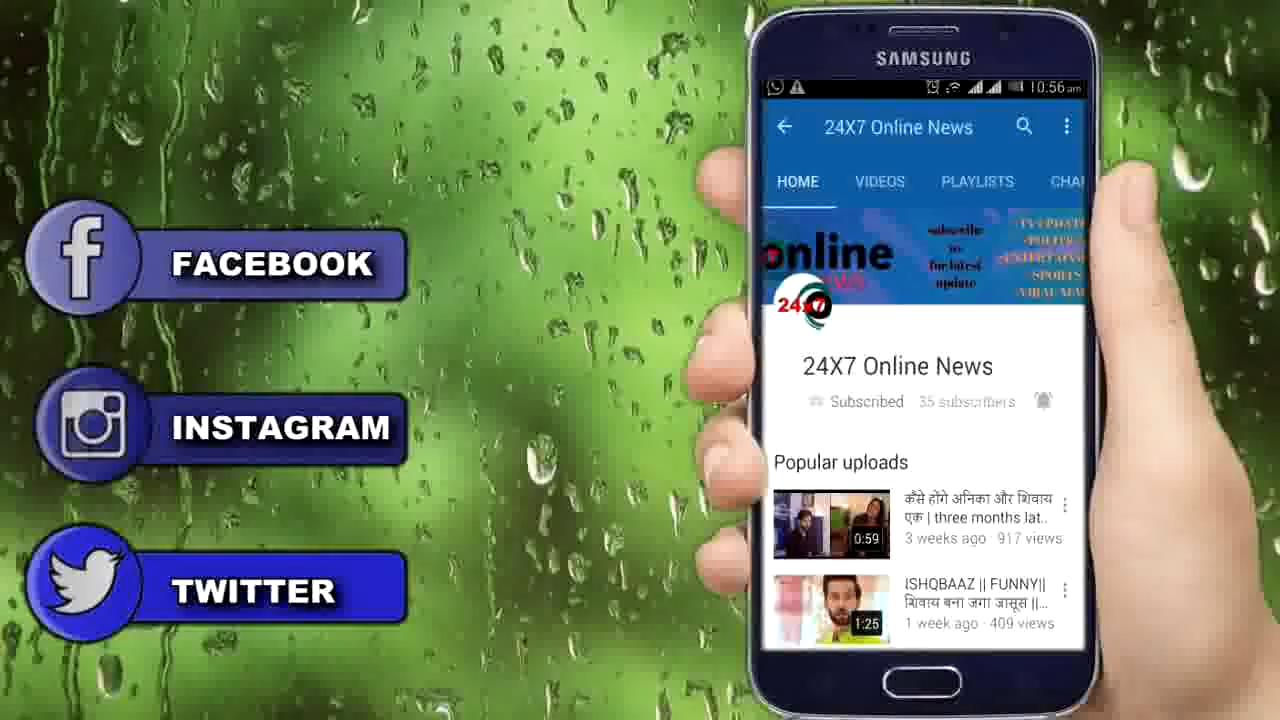 FACEBOOK
INSTAGRAM
TWITTER
SAMSUNG
10:56 am
24X7 Online News
HOME VIDEOS PLAYLISTS CHA
online
subscribe
to
for latest
update
SPORTS
24x7
24X7 Online News
Subscribed 35 subscribers
Popular uploads
कैसे होंगे अनिका और शिवाय
एक | three months lat..
3 weeks ago · 917 views
0:59
ISHQBAAZ || FUNNY||
शिवाय बना जगा जासूस ||...
1 week ago · 409 views
1:25